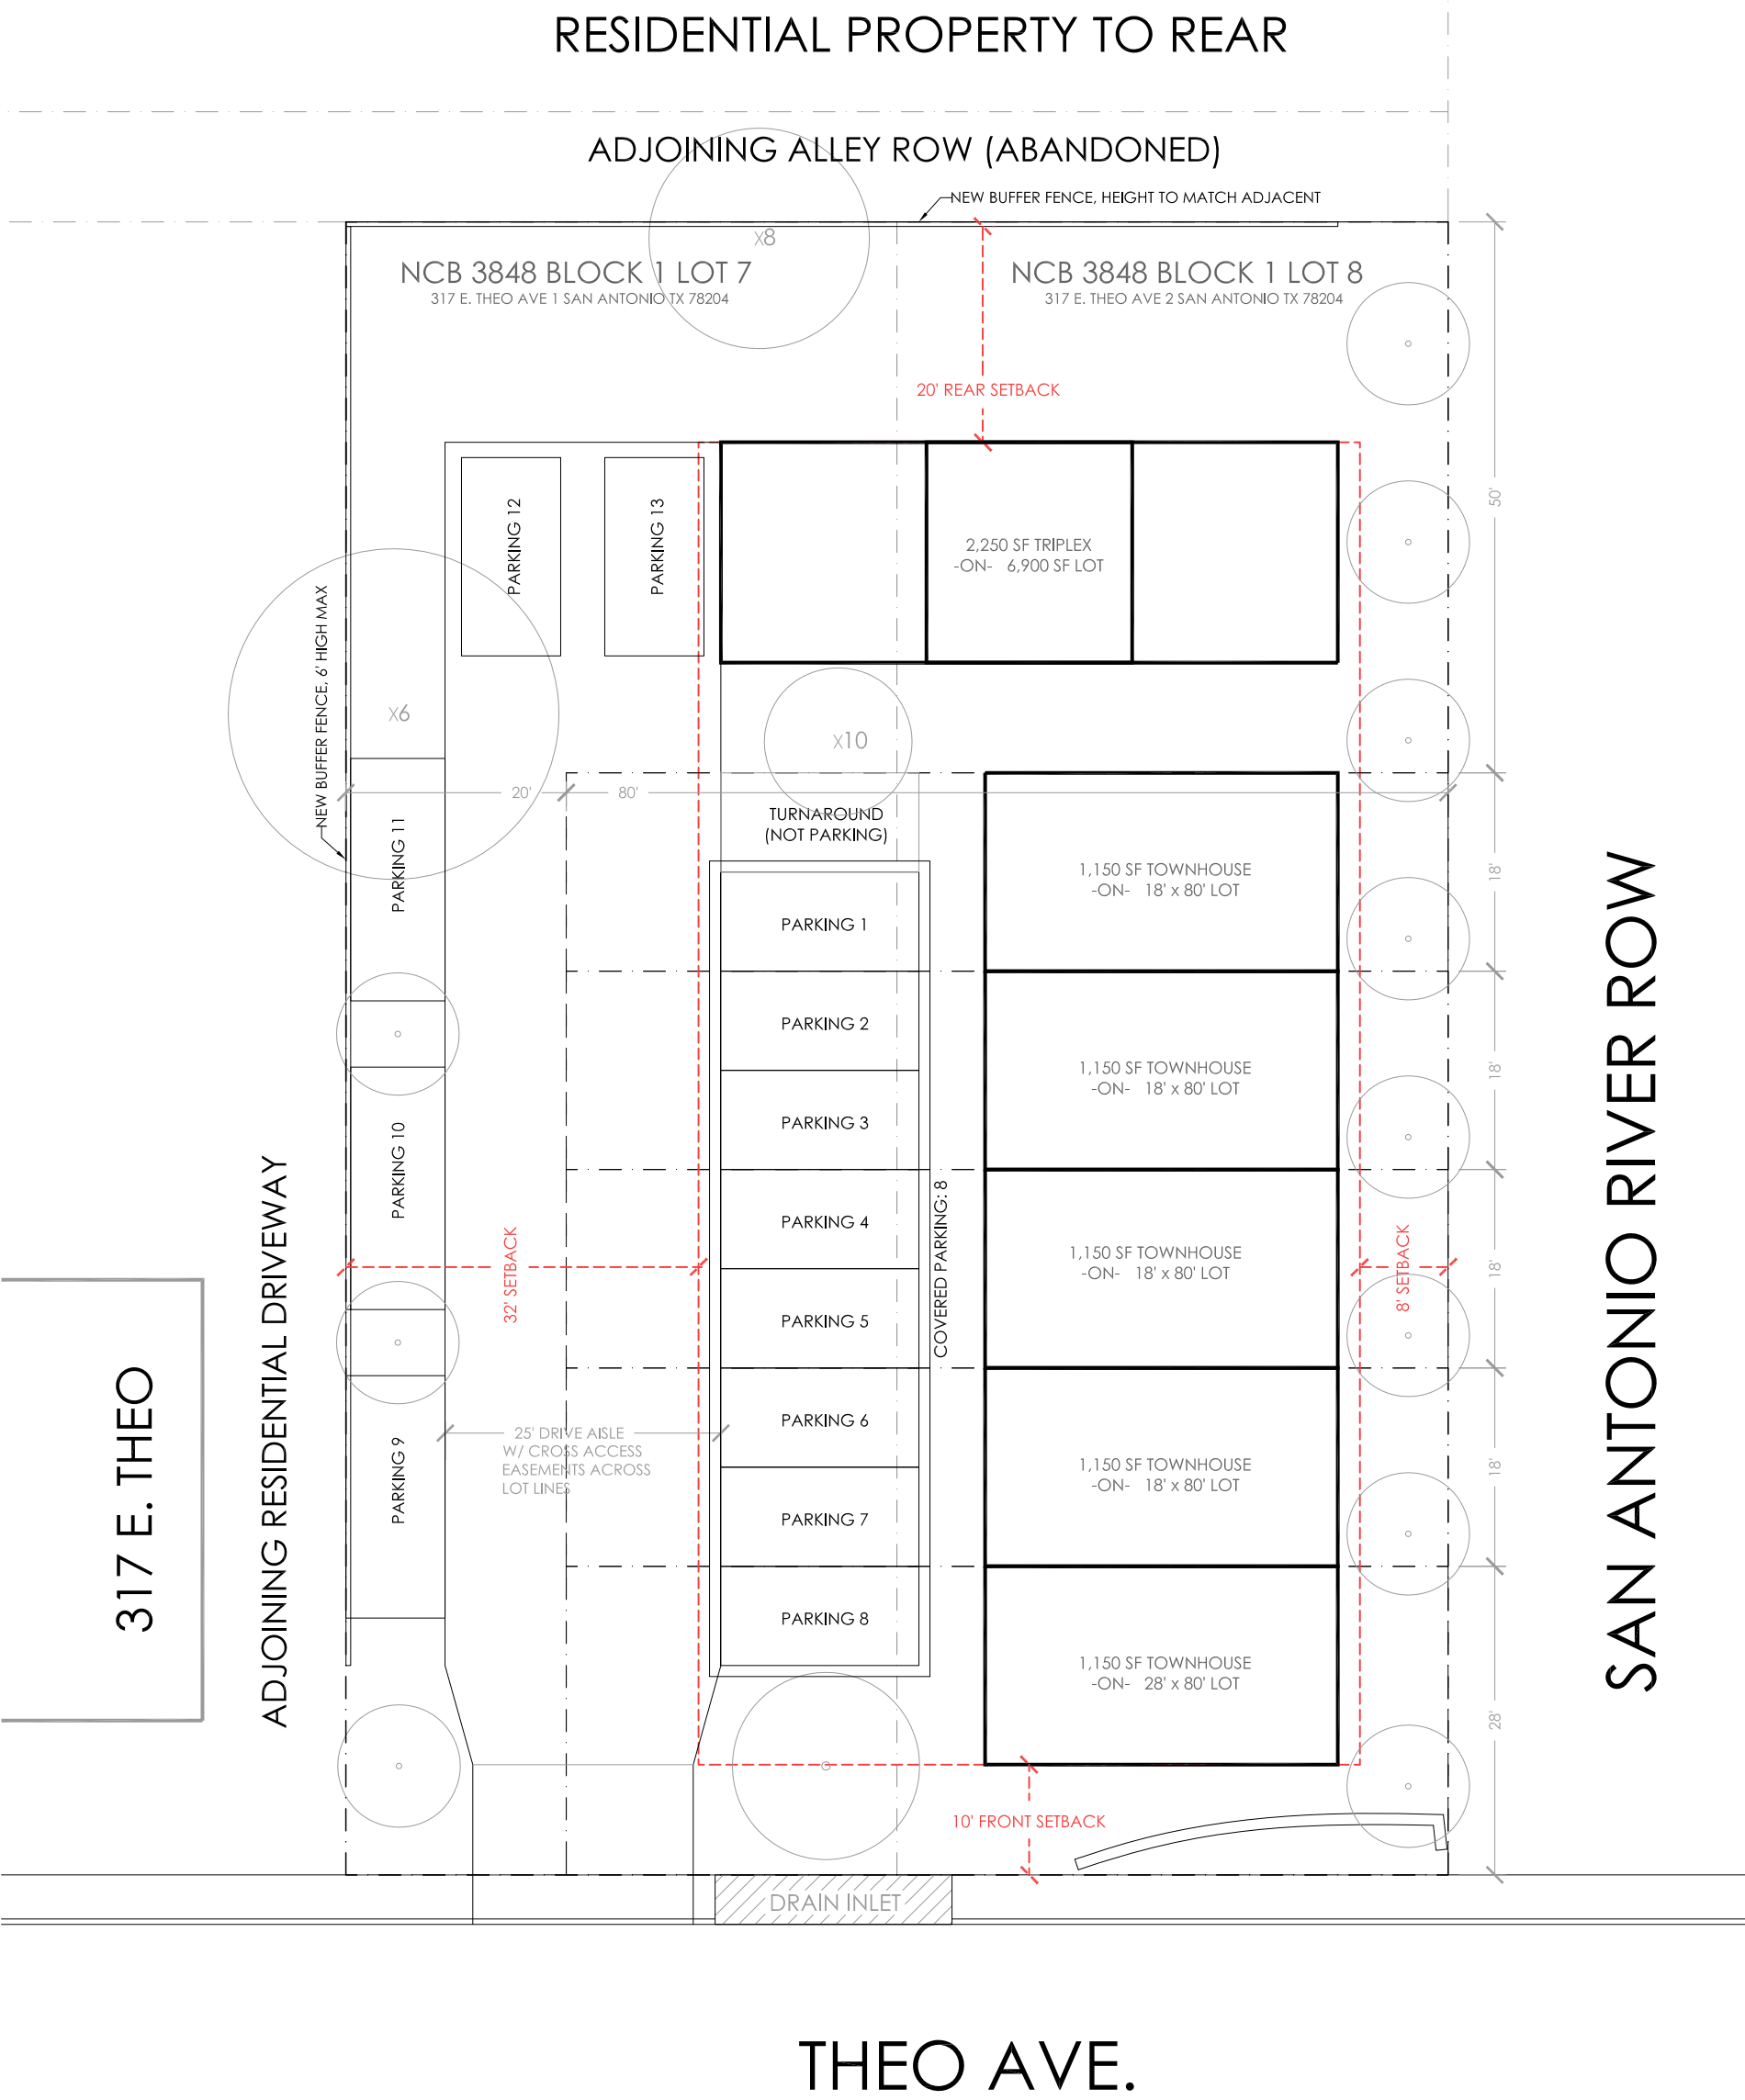 RESIDENTIAL PROPERTY TO REAR
ADJOINING ALLEY ROW (ABANDONED)
NEW BUFFER FENCE, HEIGHT TO MATCH ADJACENT
X8
NCB 3848 BLOCK 1 LOT 7
317 E. THEO AVE 1 SAN ANTONIO TX 78204
NCB 3848 BLOCK 1 LOT 8
317 E. THEO AVE 2 SAN ANTONIO TX 78204
20' REAR SETBACK
50'
PARKING 12
PARKING 13
2,250 SF TRIPLEX
-ON- 6,900 SF LOT
NEW BUFFER FENCE, 6' HIGH MAX
X6
X10
20'
80'
TURNAROUND
(NOT PARKING)
PARKING 11
1,150 SF TOWNHOUSE
-ON- 18' x 80' LOT
18'
PARKING 1
PARKING 2
1,150 SF TOWNHOUSE
-ON- 18' x 80' LOT
18'
PARKING 3
PARKING 10
PARKING 4
COVERED PARKING: 8
1,150 SF TOWNHOUSE
-ON- 18' x 80' LOT
18'
32' SETBACK
8' SETBACK
PARKING 5
PARKING 6
25' DRIVE AISLE
W/ CROSS ACCESS
EASEMENTS ACROSS
LOT LINES
PARKING 9
1,150 SF TOWNHOUSE
-ON- 18' x 80' LOT
18'
PARKING 7
PARKING 8
1,150 SF TOWNHOUSE
-ON- 28' x 80' LOT
28'
317 E. THEO
ADJOINING RESIDENTIAL DRIVEWAY
SAN ANTONIO RIVER ROW
10' FRONT SETBACK
DRAIN INLET
THEO AVE.